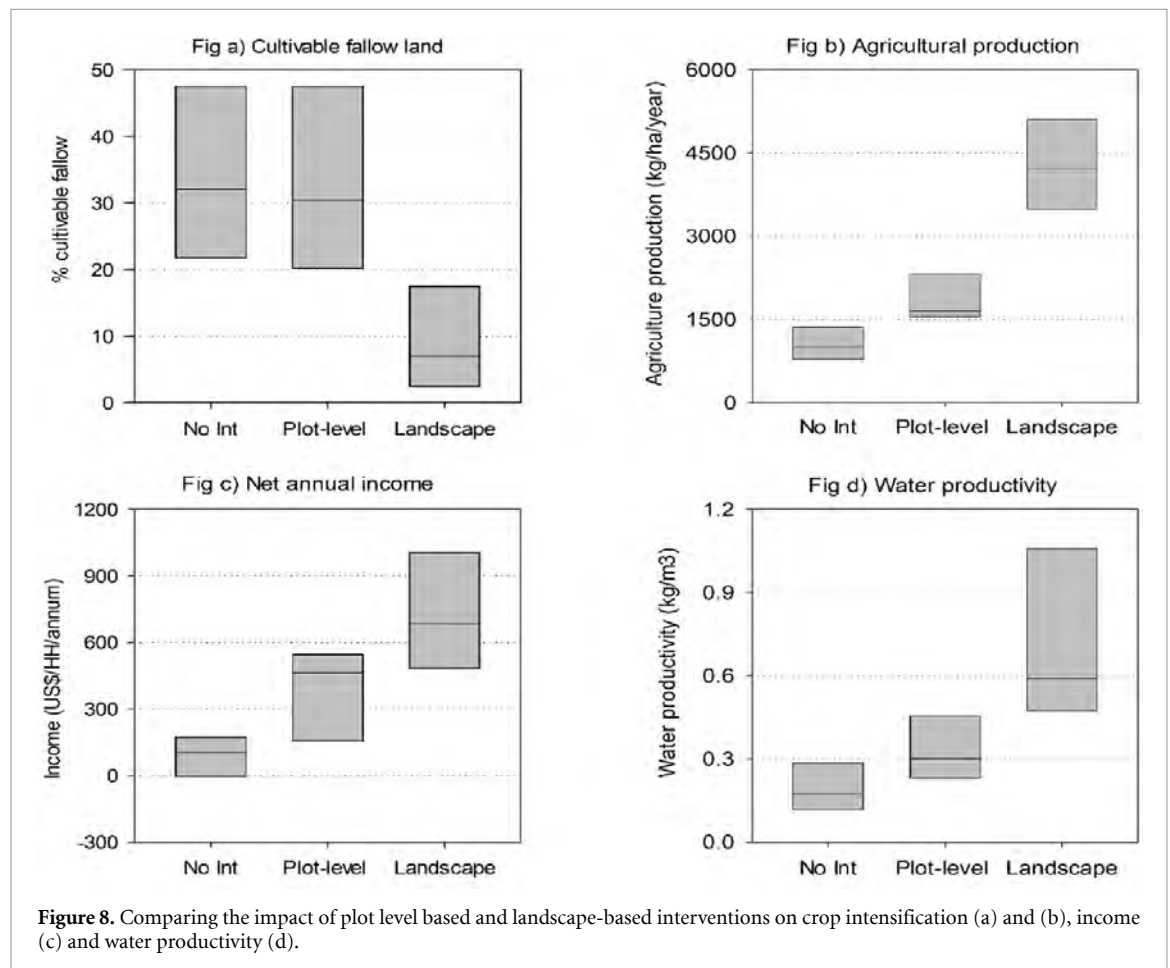 Fig a) Cultivable fallow land
50
40
30
20
10
0
% cultivable fallow
No Int Plot-level Landscape
Fig b) Agricultural production
6000
4500
3000
1500
0
Agriculture production (kg/ha/year)
No Int Plot-level Landscape
Fig c) Net annual income
1200
900
600
300
0
-300
Income (US$/HH/annum)
No Int Plot-level Landscape
Fig d) Water productivity
1.2
0.9
0.6
0.3
0.0
Water productivity (kg/m3)
No Int Plot-level Landscape
Figure 8. Comparing the impact of plot level based and landscape-based interventions on crop intensification (a) and (b), income
(c) and water productivity (d).